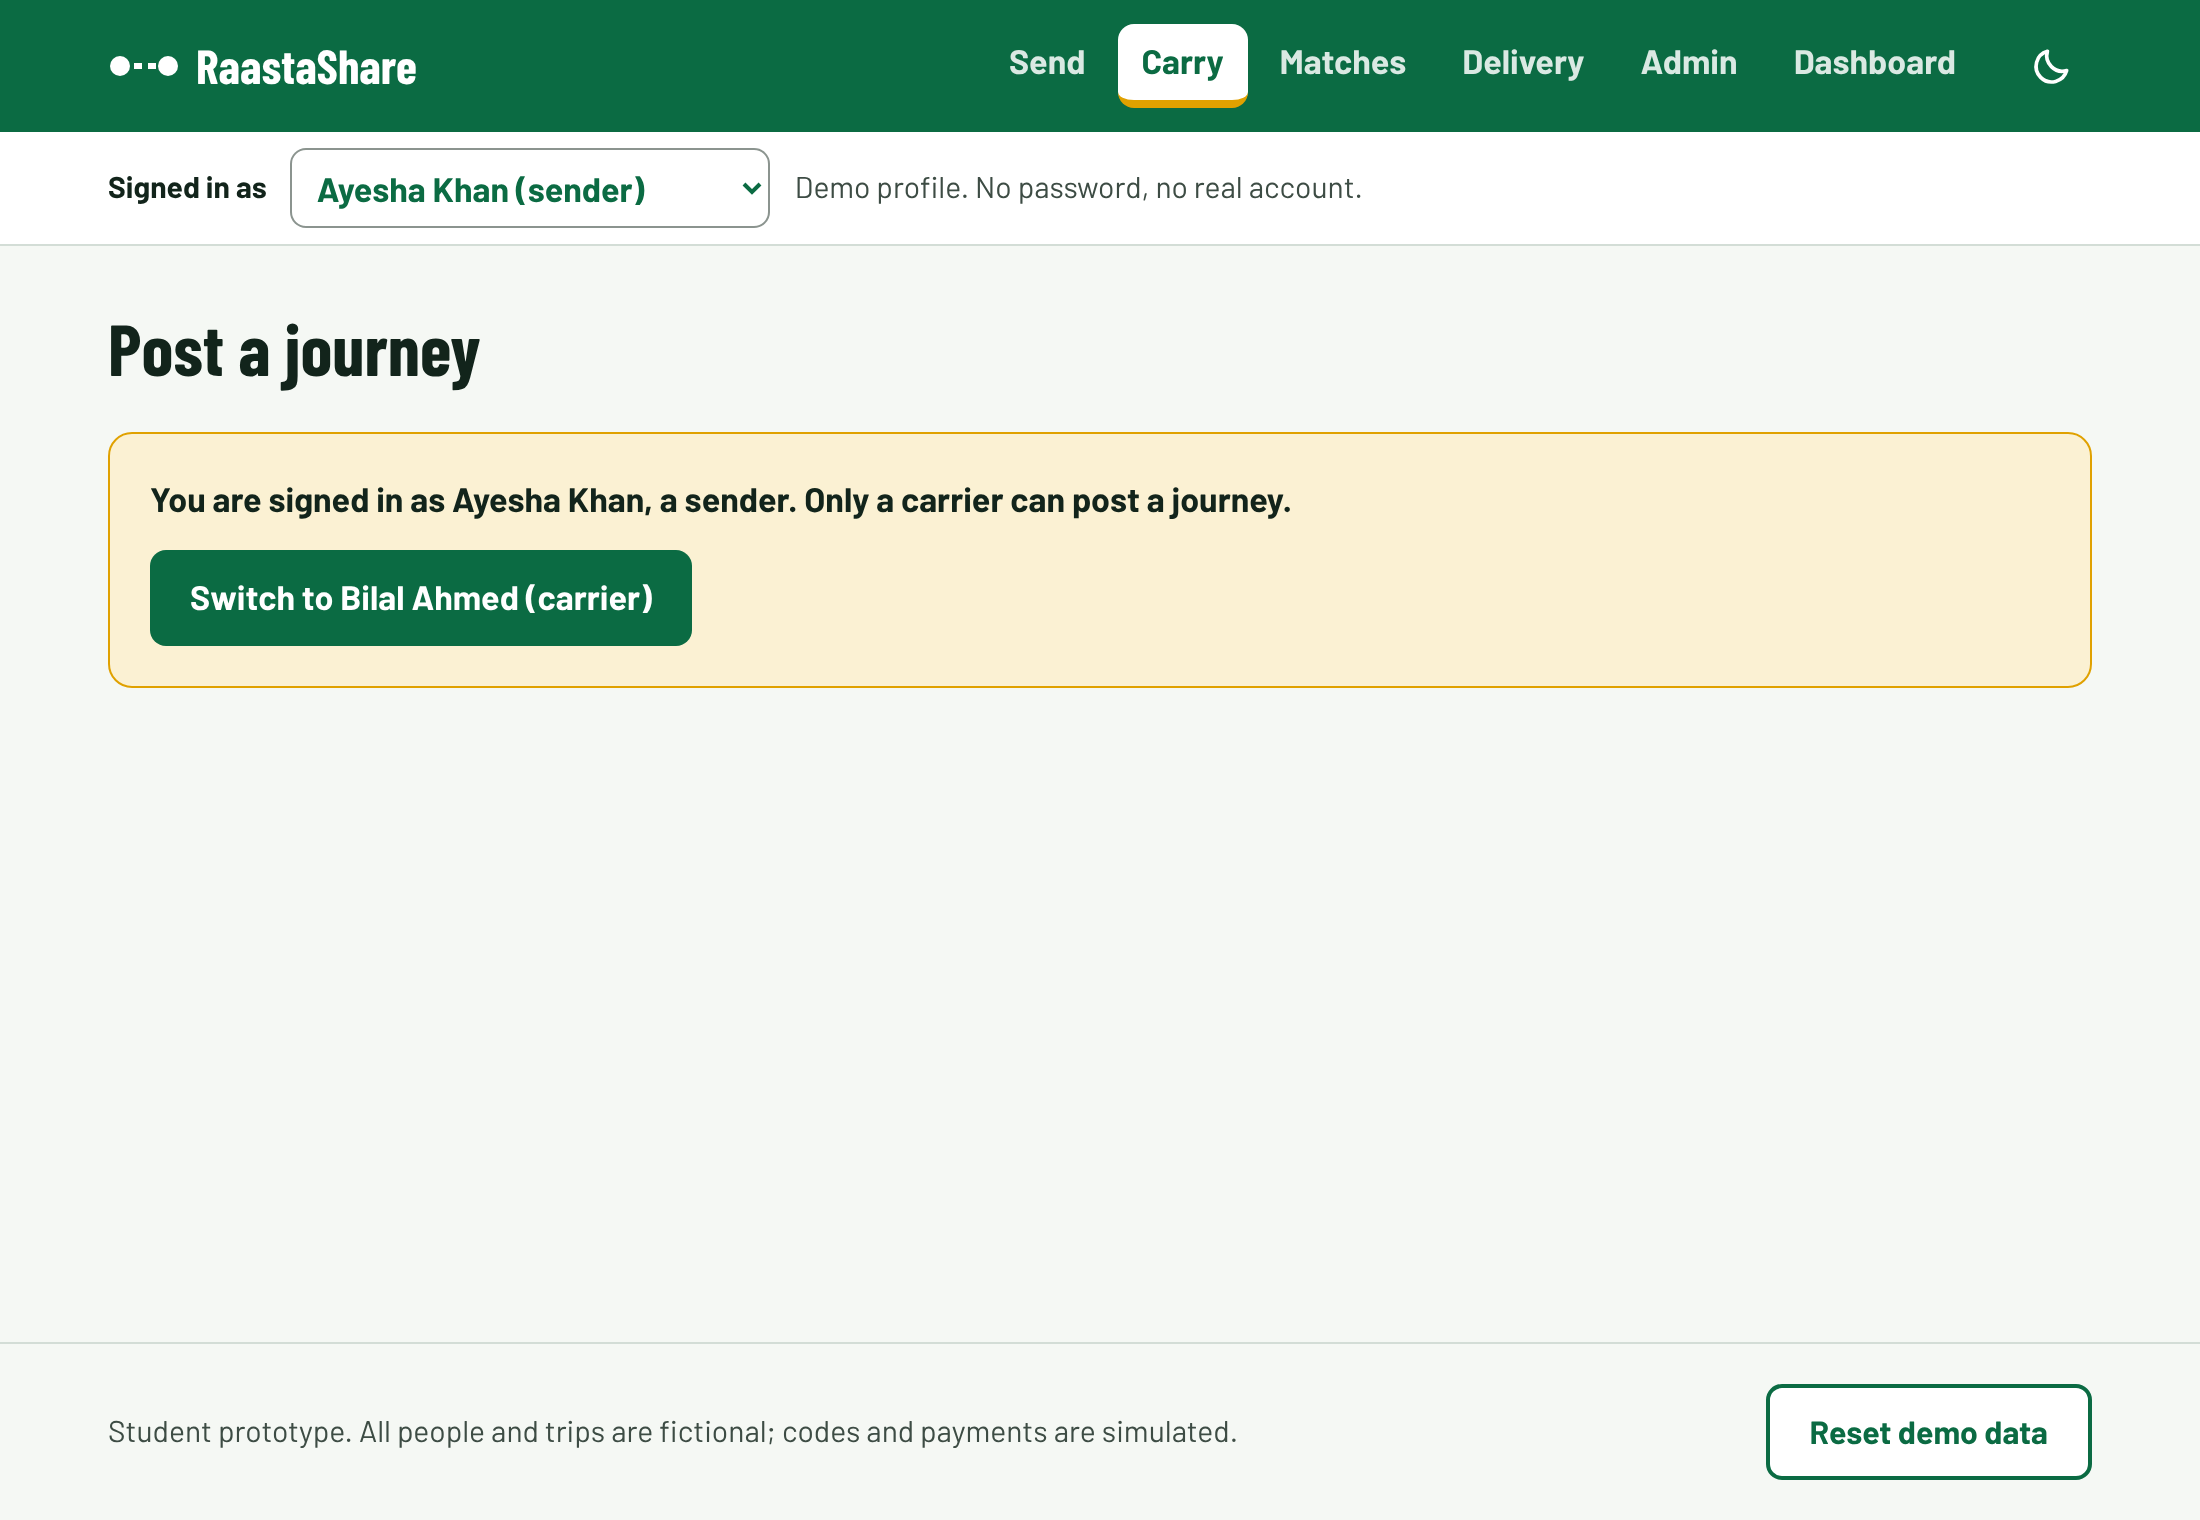 RaastaShare
Send Carry Matches Delivery Admin Dashboard
Signed in as Ayesha Khan (sender) Demo profile. No password, no real account.
Post a journey
You are signed in as Ayesha Khan, a sender. Only a carrier can post a journey.
Switch to Bilal Ahmed (carrier)
Student prototype. All people and trips are fictional; codes and payments are simulated.
Reset demo data